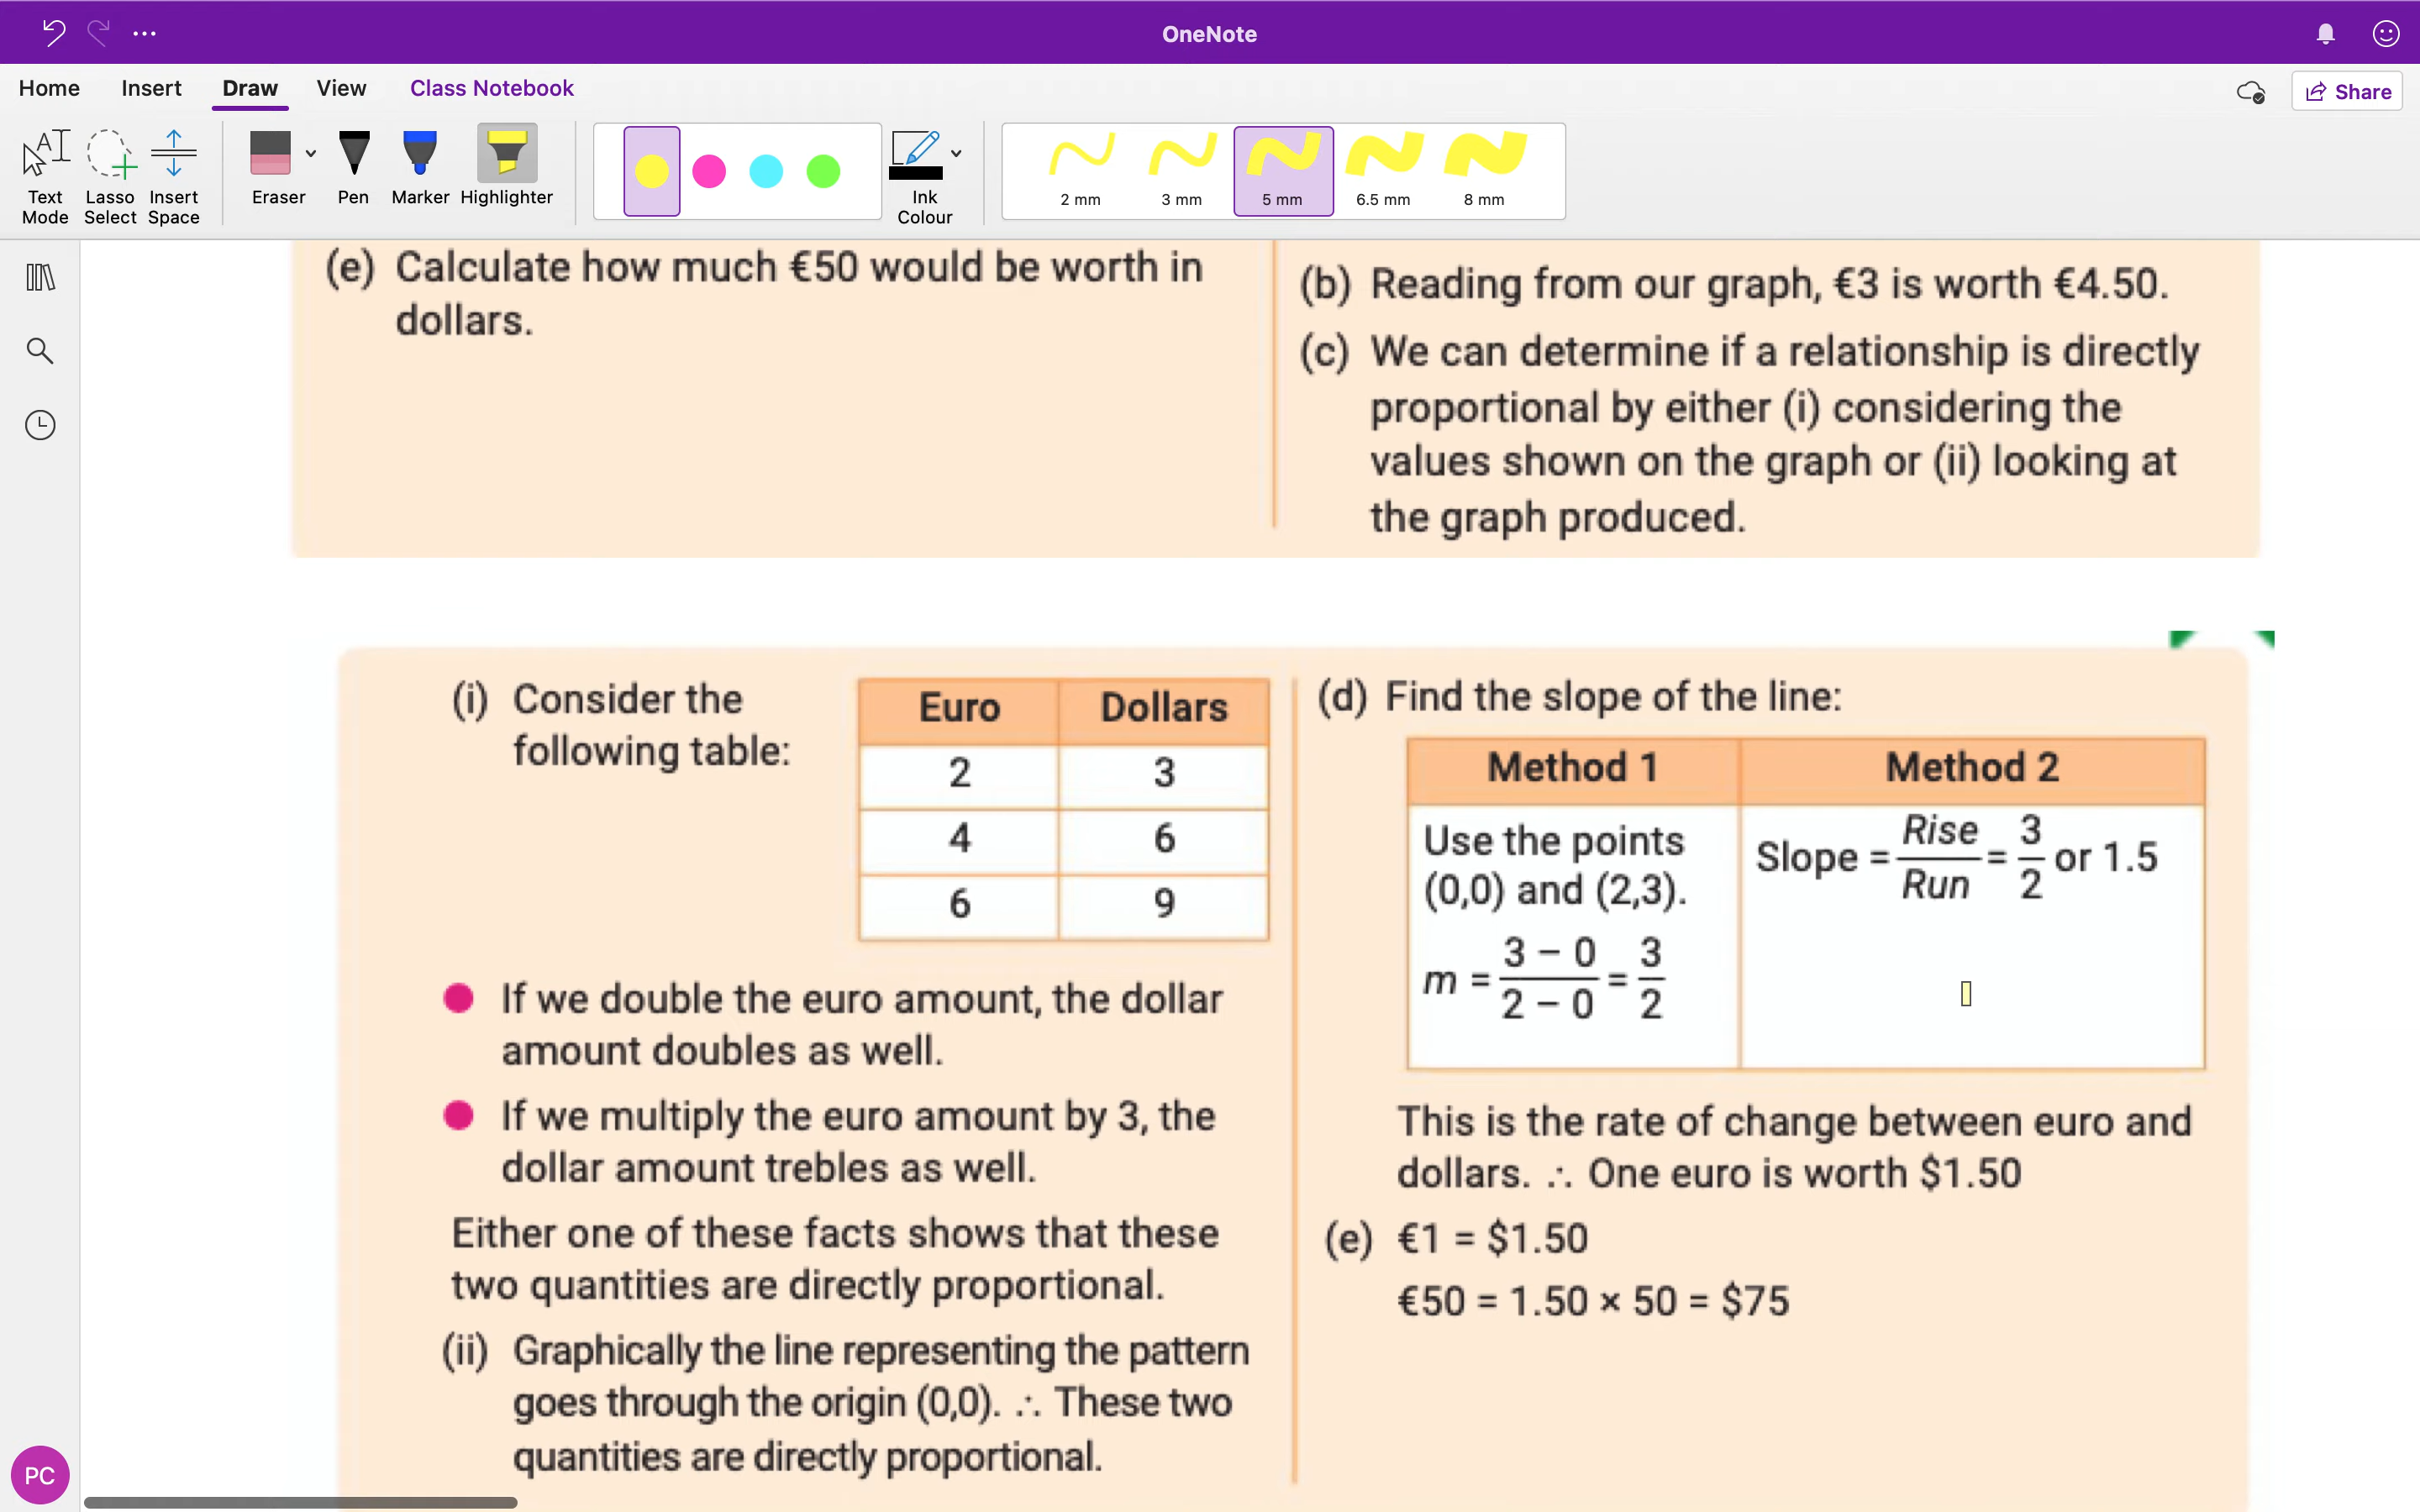 OneNote
Home Insert Draw View Class Notebook
Share
Text Mode
Lasso Select
Insert Space
Eraser
Pen
Marker
Highlighter
Ink Colour
2 mm
3 mm
5 mm
6.5 mm
8 mm
(e) Calculate how much €50 would be worth in
dollars.
(b) Reading from our graph, €3 is worth €4.50.
(c) We can determine if a relationship is directly
proportional by either (i) considering the
values shown on the graph or (ii) looking at
the graph produced.
(i) Consider the
following table:
Euro Dollars
2 3
4 6
6 9
If we double the euro amount, the dollar
amount doubles as well.
If we multiply the euro amount by 3, the
dollar amount trebles as well.
Either one of these facts shows that these
two quantities are directly proportional.
(ii) Graphically the line representing the pattern
goes through the origin (0,0). ∴ These two
quantities are directly proportional.
(d) Find the slope of the line:
Method 1 Method 2
Use the points
(0,0) and (2,3).
m = (3 – 0)/(2 – 0) = 3/2
Slope = Rise/Run = 3/2 or 1.5
This is the rate of change between euro and
dollars. ∴ One euro is worth $1.50
(e) €1 = $1.50
€50 = 1.50 × 50 = $75
PC